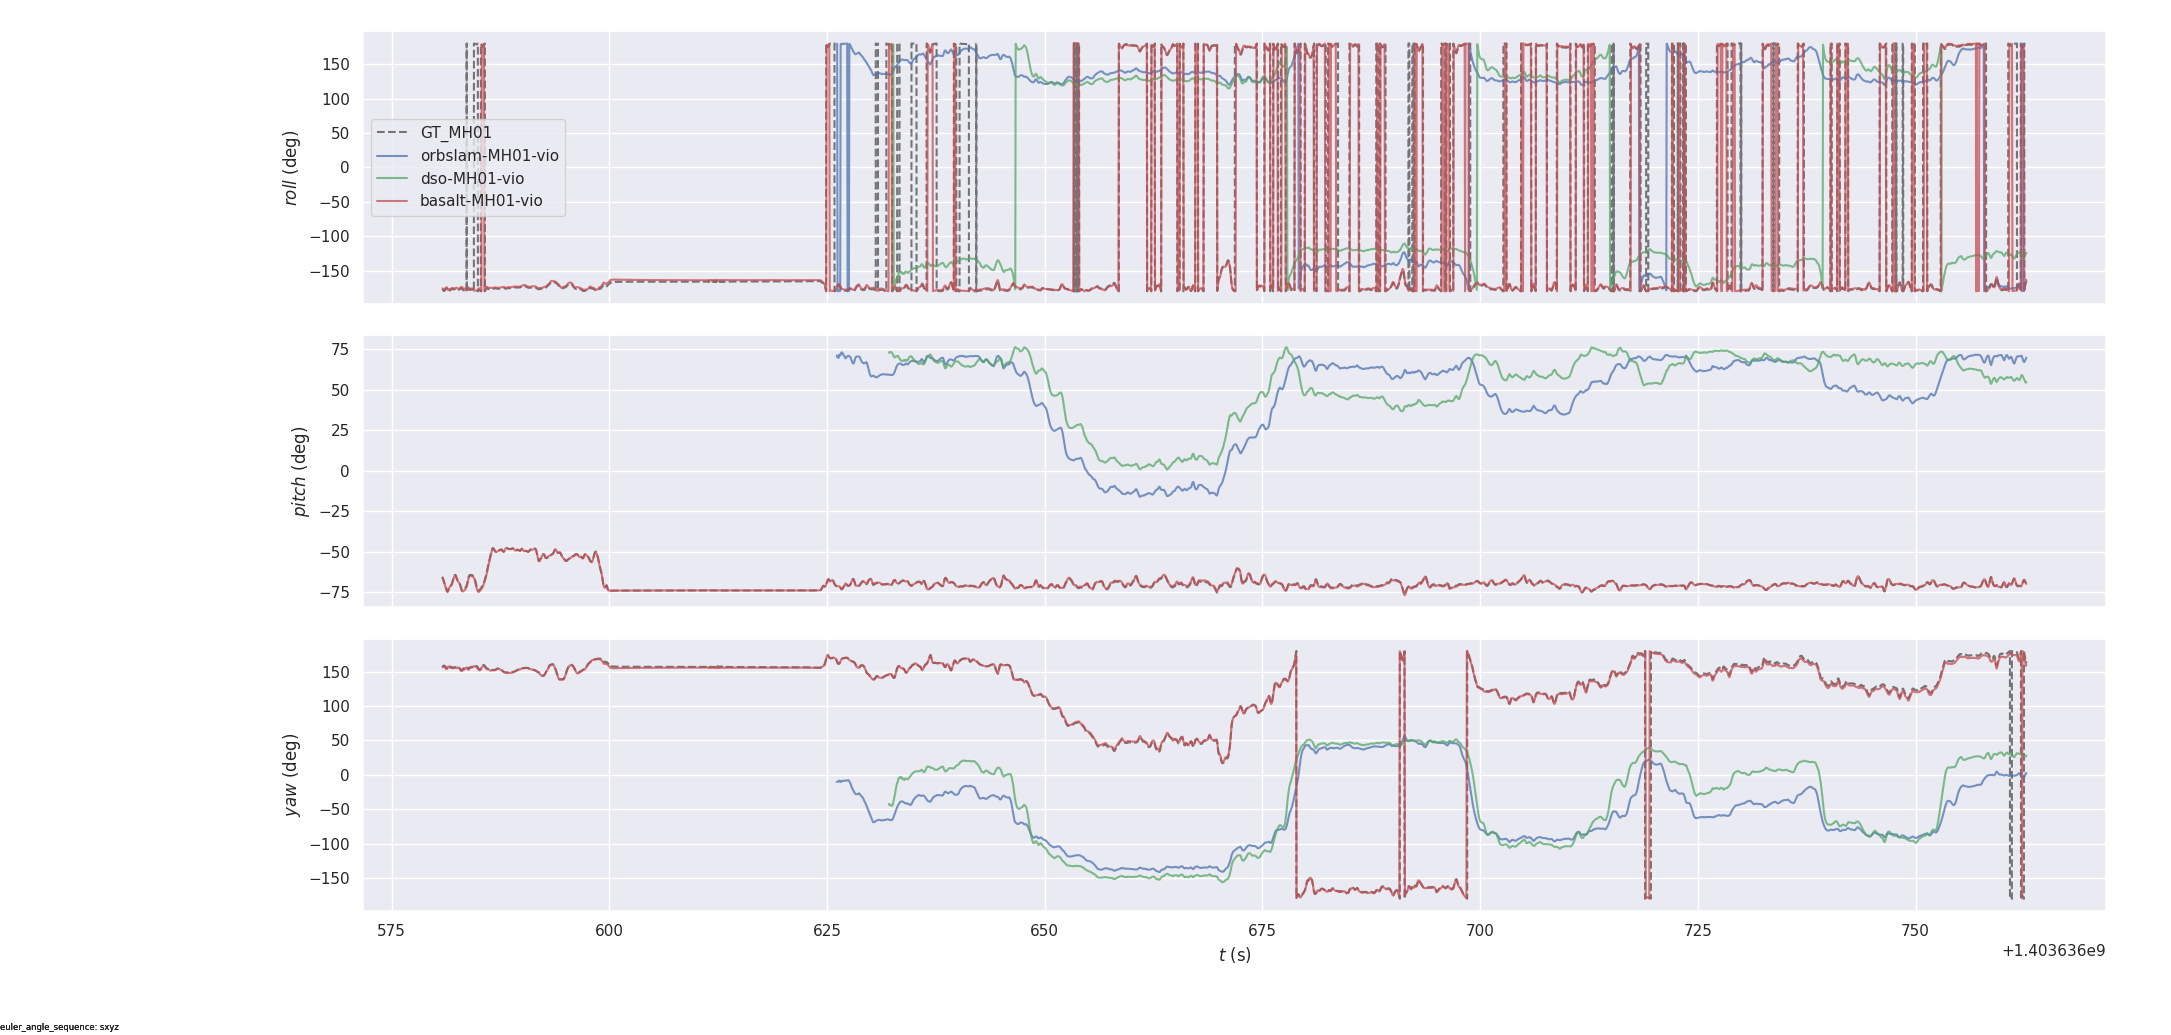 150
100
50
0
−50
−100
−150
roll (deg)
GT_MH01
orbslam-MH01-vio
dso-MH01-vio
basalt-MH01-vio
75
50
25
0
−25
−50
−75
pitch (deg)
150
100
50
0
−50
−100
−150
yaw (deg)
575 600 625 650 675 700 725 750
t (s)
+1.403636e9
euler_angle_sequence: sxyz